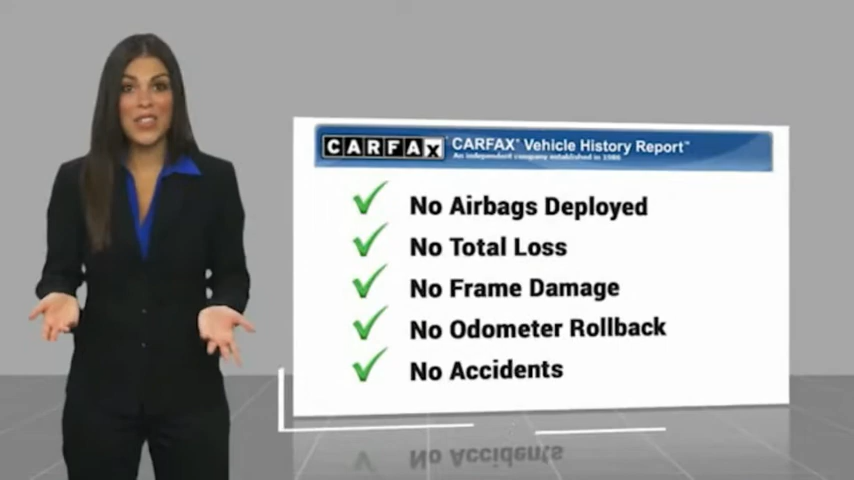 CARFAX CARFAX® Vehicle History Report™
An independent company established in 1986
No Airbags Deployed
No Total Loss
No Frame Damage
No Odometer Rollback
No Accidents
No Accidents